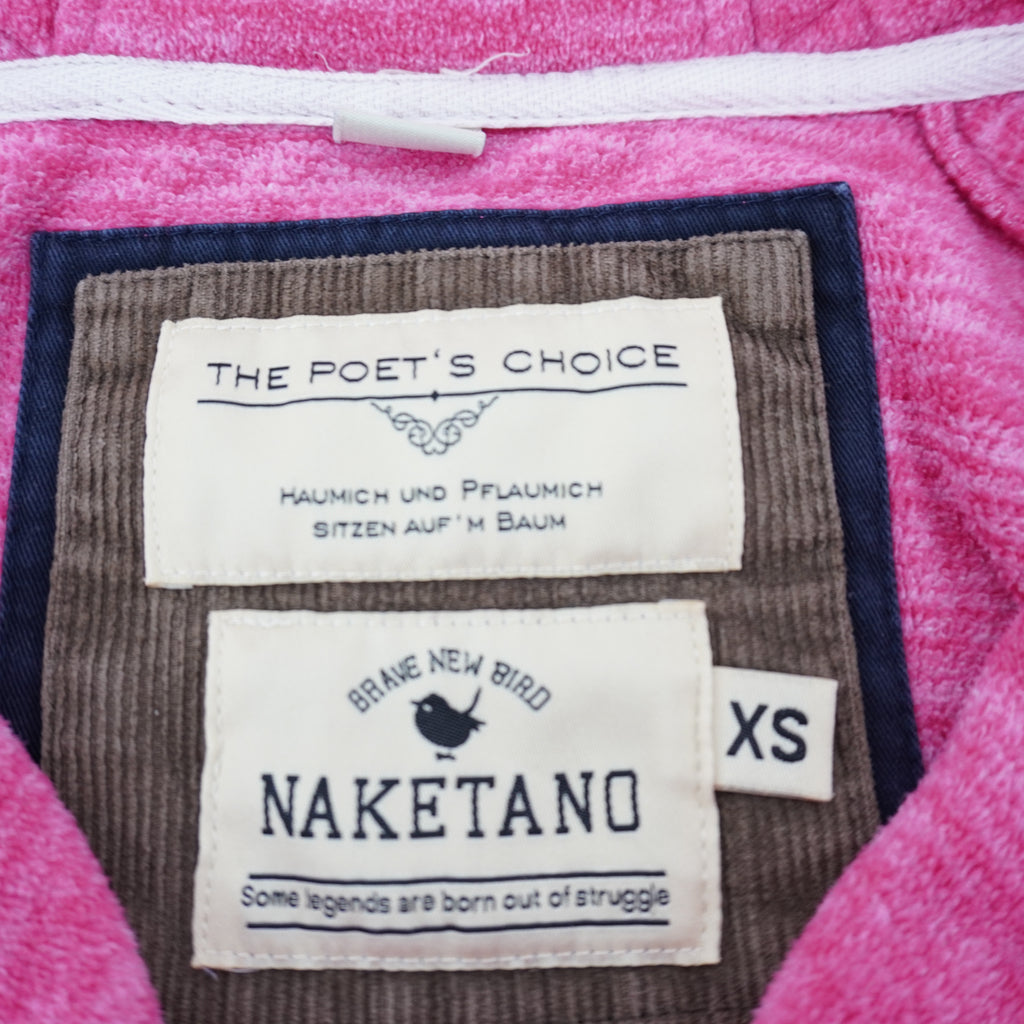 THE POET'S CHOICE
HAUMICH UND PFLAUMICH
SITZEN AUF'M BAUM
BRAVE NEW BIRD
NAKETANO
XS
Some legends are born out of struggle